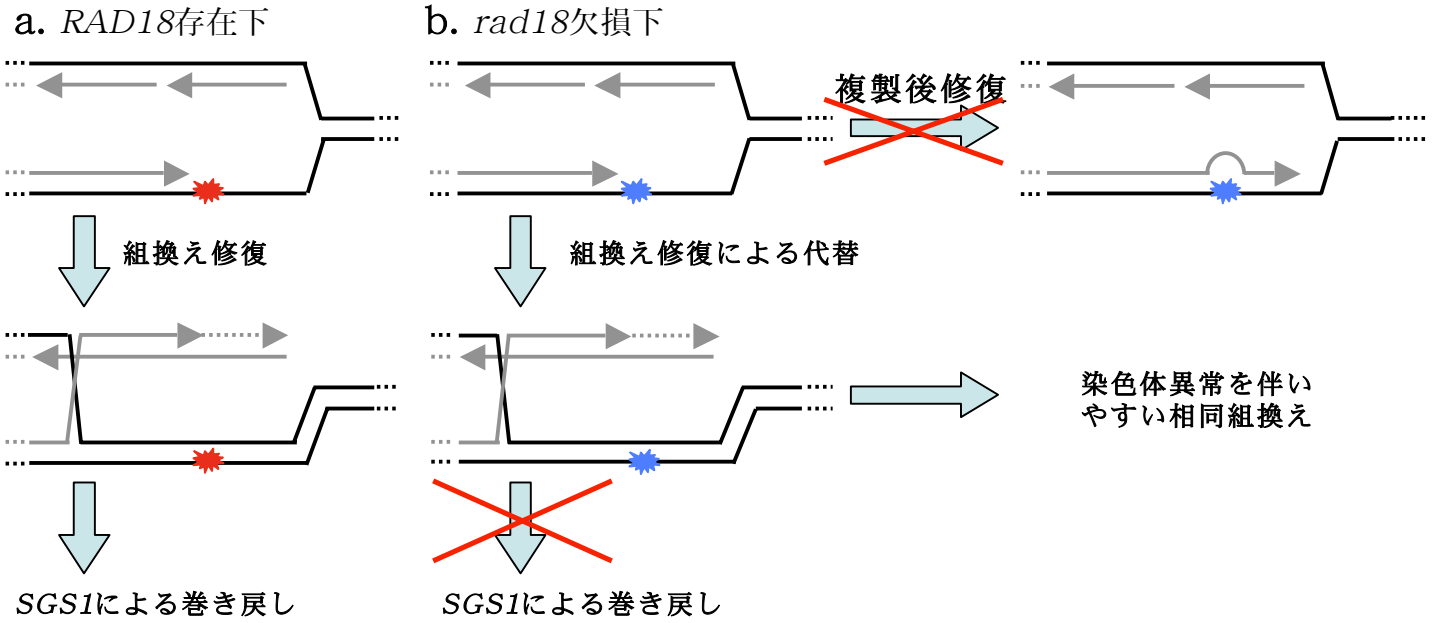 a. RAD18存在下
b. rad18欠損下
複製後修復
組換え修復
組換え修復による代替
染色体異常を伴い
やすい相同組換え
SGS1による巻き戻し
SGS1による巻き戻し